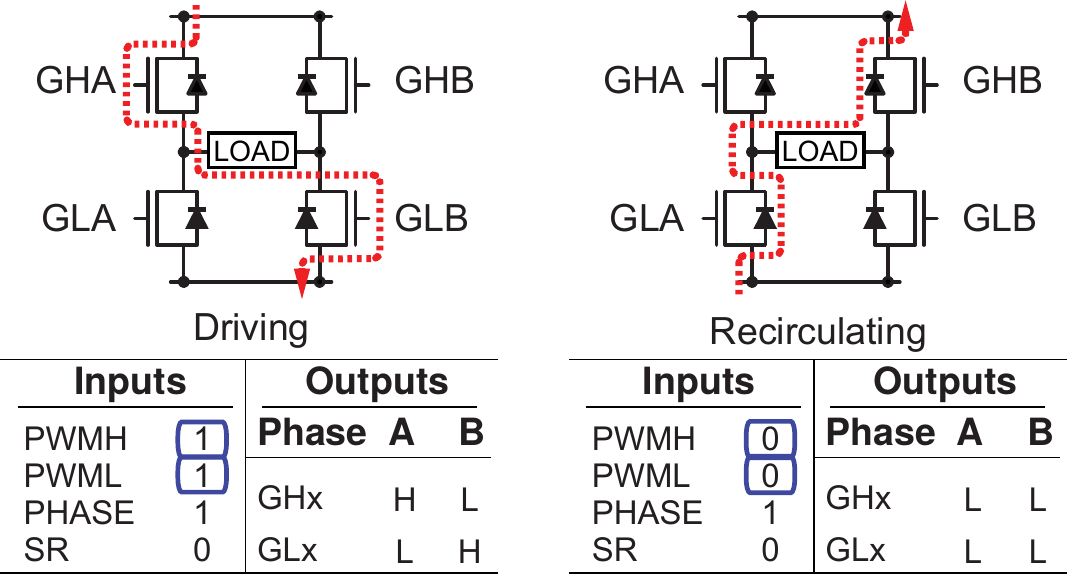 GHA GHB GHA GHB
LOAD LOAD
GLA GLB GLA GLB
Driving Recirculating
Inputs Outputs Inputs Outputs
PWMH 1 Phase A B PWMH 0 Phase A B
PWML 1 PWML 0
GHx H L GHx L L
PHASE 1 PHASE 1
SR 0 GLx L H SR 0 GLx L L